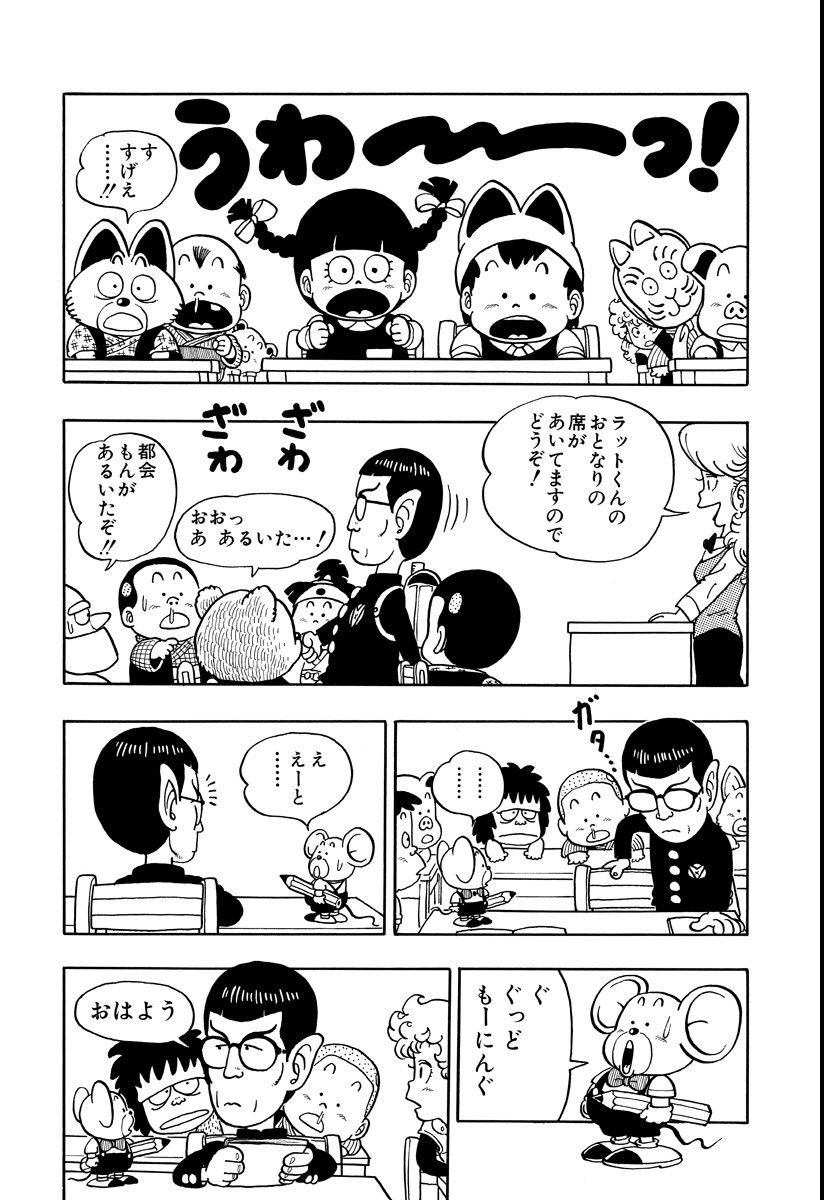 うわ〜〜ーーっ！
す
すげえ
……!!
ラットくんの
おとなりの
席が
あいてますので
どうぞ！
ざわ
ざわ
おおっ
あ あるいた…！
都会
もんが
あるいたぞ!!
ガタ…
……
……
え
えーと
……
ぐ
ぐっど
もーにんぐ
おはよう